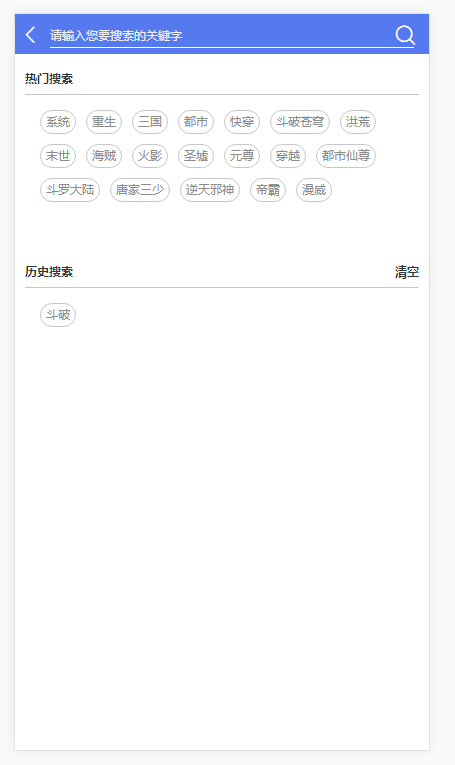 请输入您要搜索的关键字
热门搜索
系统 重生 三国 都市 快穿 斗破苍穹 洪荒
末世 海贼 火影 圣墟 元尊 穿越 都市仙尊
斗罗大陆 唐家三少 逆天邪神 帝霸 漫威
历史搜索 清空
斗破